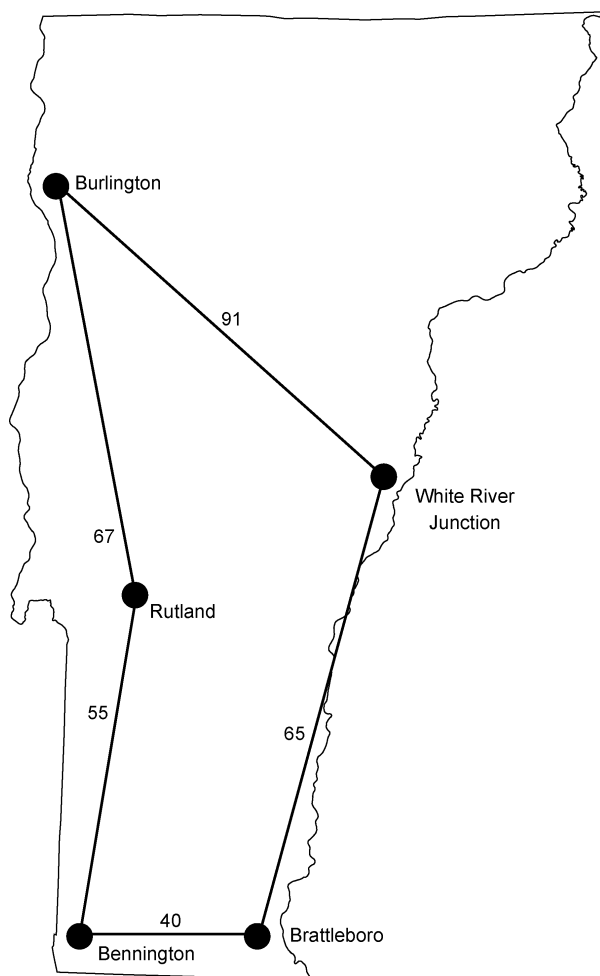 Burlington
91
White River
Junction
67
Rutland
55
65
40
Brattleboro
Bennington